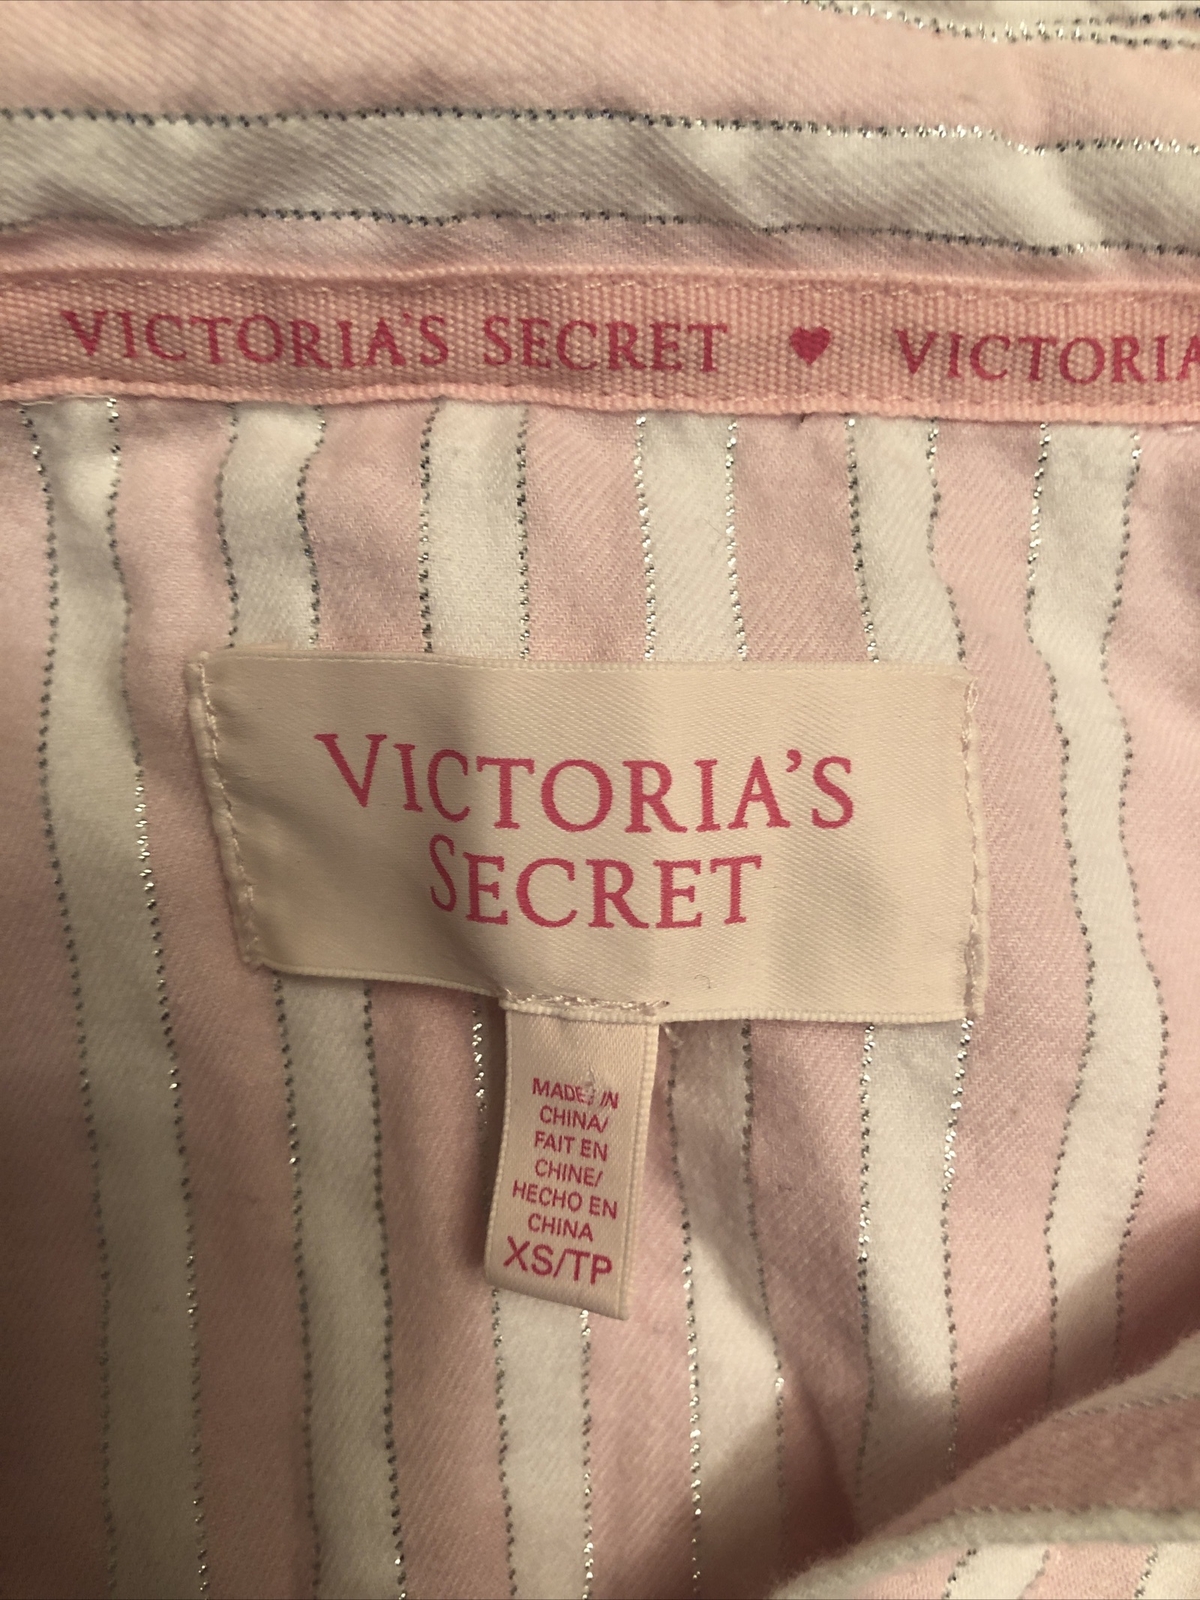 VICTORIA'S SECRET ♥ VICTORIA
VICTORIA'S
SECRET
MADE IN
CHINA/
FAIT EN
CHINE/
HECHO EN
CHINA
XS/TP